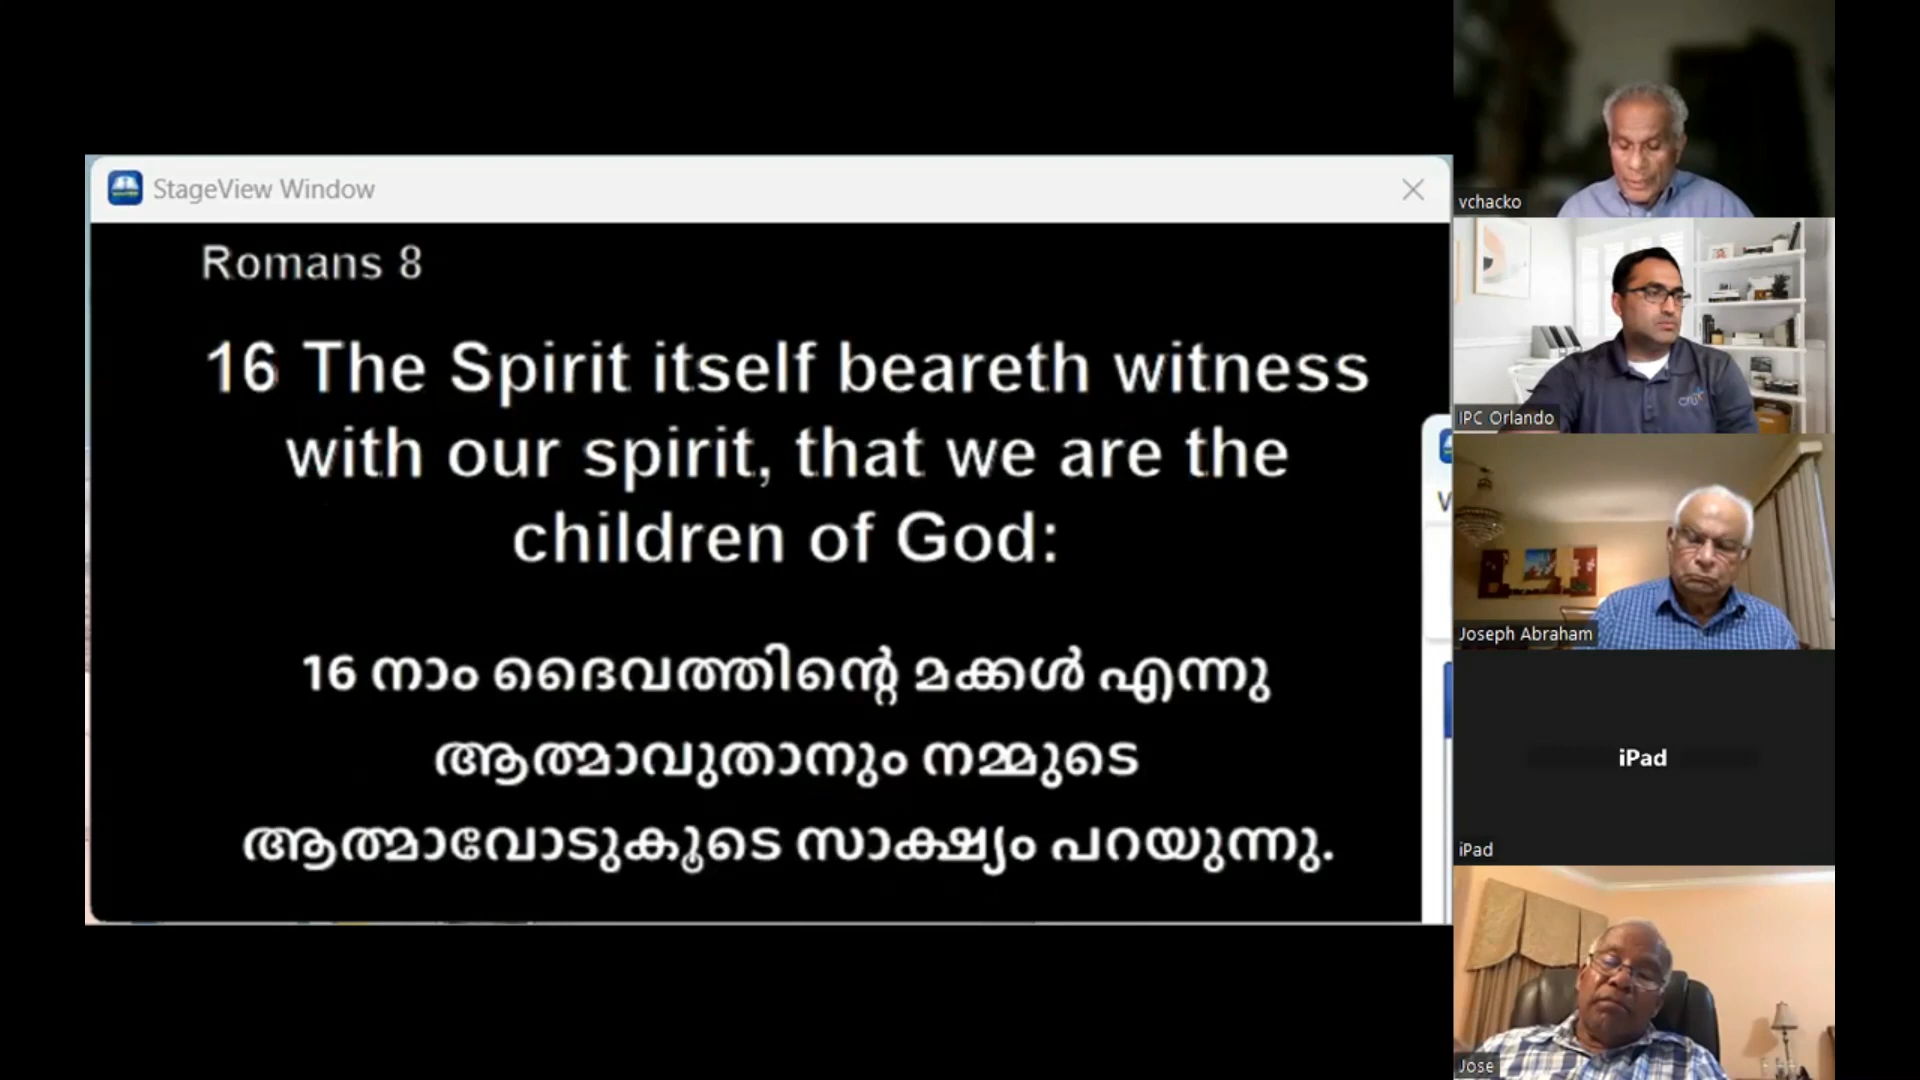 StageView Window
Romans 8
16 The Spirit itself beareth witness
with our spirit, that we are the
children of God:
16 നാം ദൈവത്തിന്റെ മക്കൾ എന്നു
ആത്മാവുതാനും നമ്മുടെ
ആത്മാവോടുകൂടെ സാക്ഷ്യം പറയുന്നു.
vchacko
IPC Orlando
Joseph Abraham
iPad
iPad
Jose